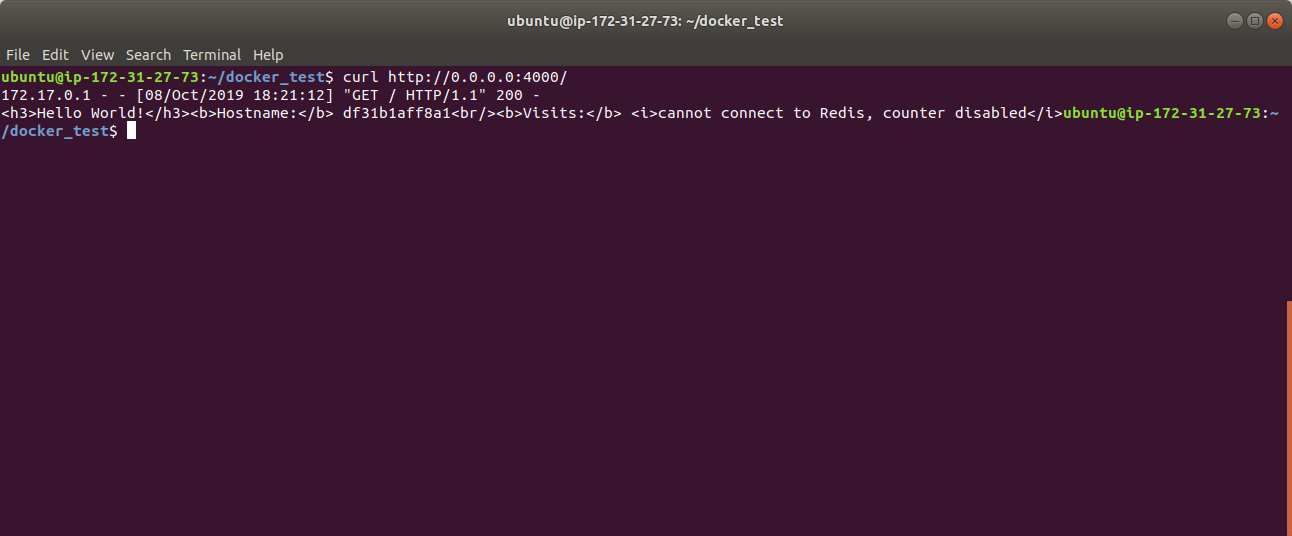 ubuntu@ip-172-31-27-73: ~/docker_test
File Edit View Search Terminal Help
ubuntu@ip-172-31-27-73:~/docker_test$ curl http://0.0.0.0:4000/
172.17.0.1 - - [08/Oct/2019 18:21:12] "GET / HTTP/1.1" 200 -
<h3>Hello World!</h3><b>Hostname:</b> df31b1aff8a1<br/><b>Visits:</b> <i>cannot connect to Redis, counter disabled</i>ubuntu@ip-172-31-27-73:~
/docker_test$